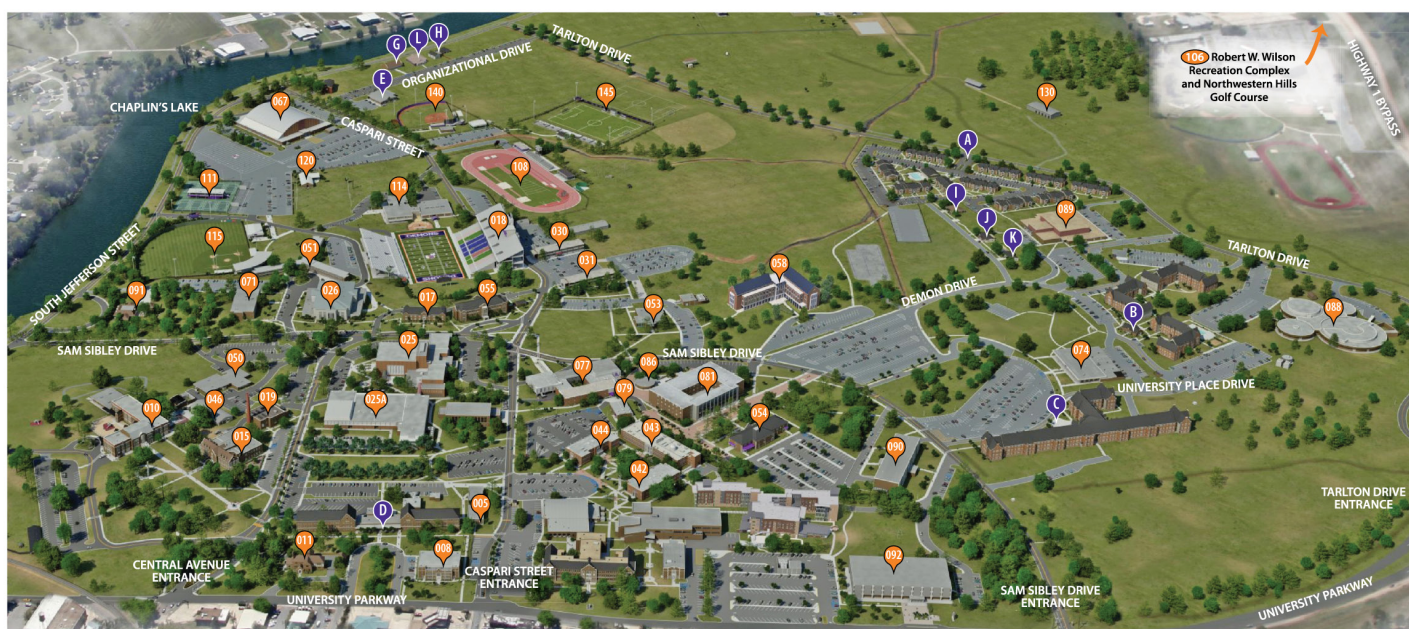 G
L
H
E
ORGANIZATIONAL DRIVE
TARLTON DRIVE
HIGHWAY 1 BYPASS
106 Robert W. Wilson
Recreation Complex
and Northwestern Hills
Golf Course
CHAPLIN'S LAKE
067
CASPARI STREET
140
145
130
120
111
114
108
A
I
J
K
089
SOUTH JEFFERSON STREET
115
051
018
030
031
058
TARLTON DRIVE
091
071
026
017
055
053
DEMON DRIVE
B
088
SAM SIBLEY DRIVE
050
025
077
086
SAM SIBLEY DRIVE
081
074
UNIVERSITY PLACE DRIVE
010
046
019
025A
079
054
C
015
044
043
090
042
D
005
TARLTON DRIVE
ENTRANCE
011
008
092
CENTRAL AVENUE
ENTRANCE
CASPARI STREET
ENTRANCE
UNIVERSITY PARKWAY
SAM SIBLEY DRIVE
ENTRANCE
UNIVERSITY PARKWAY